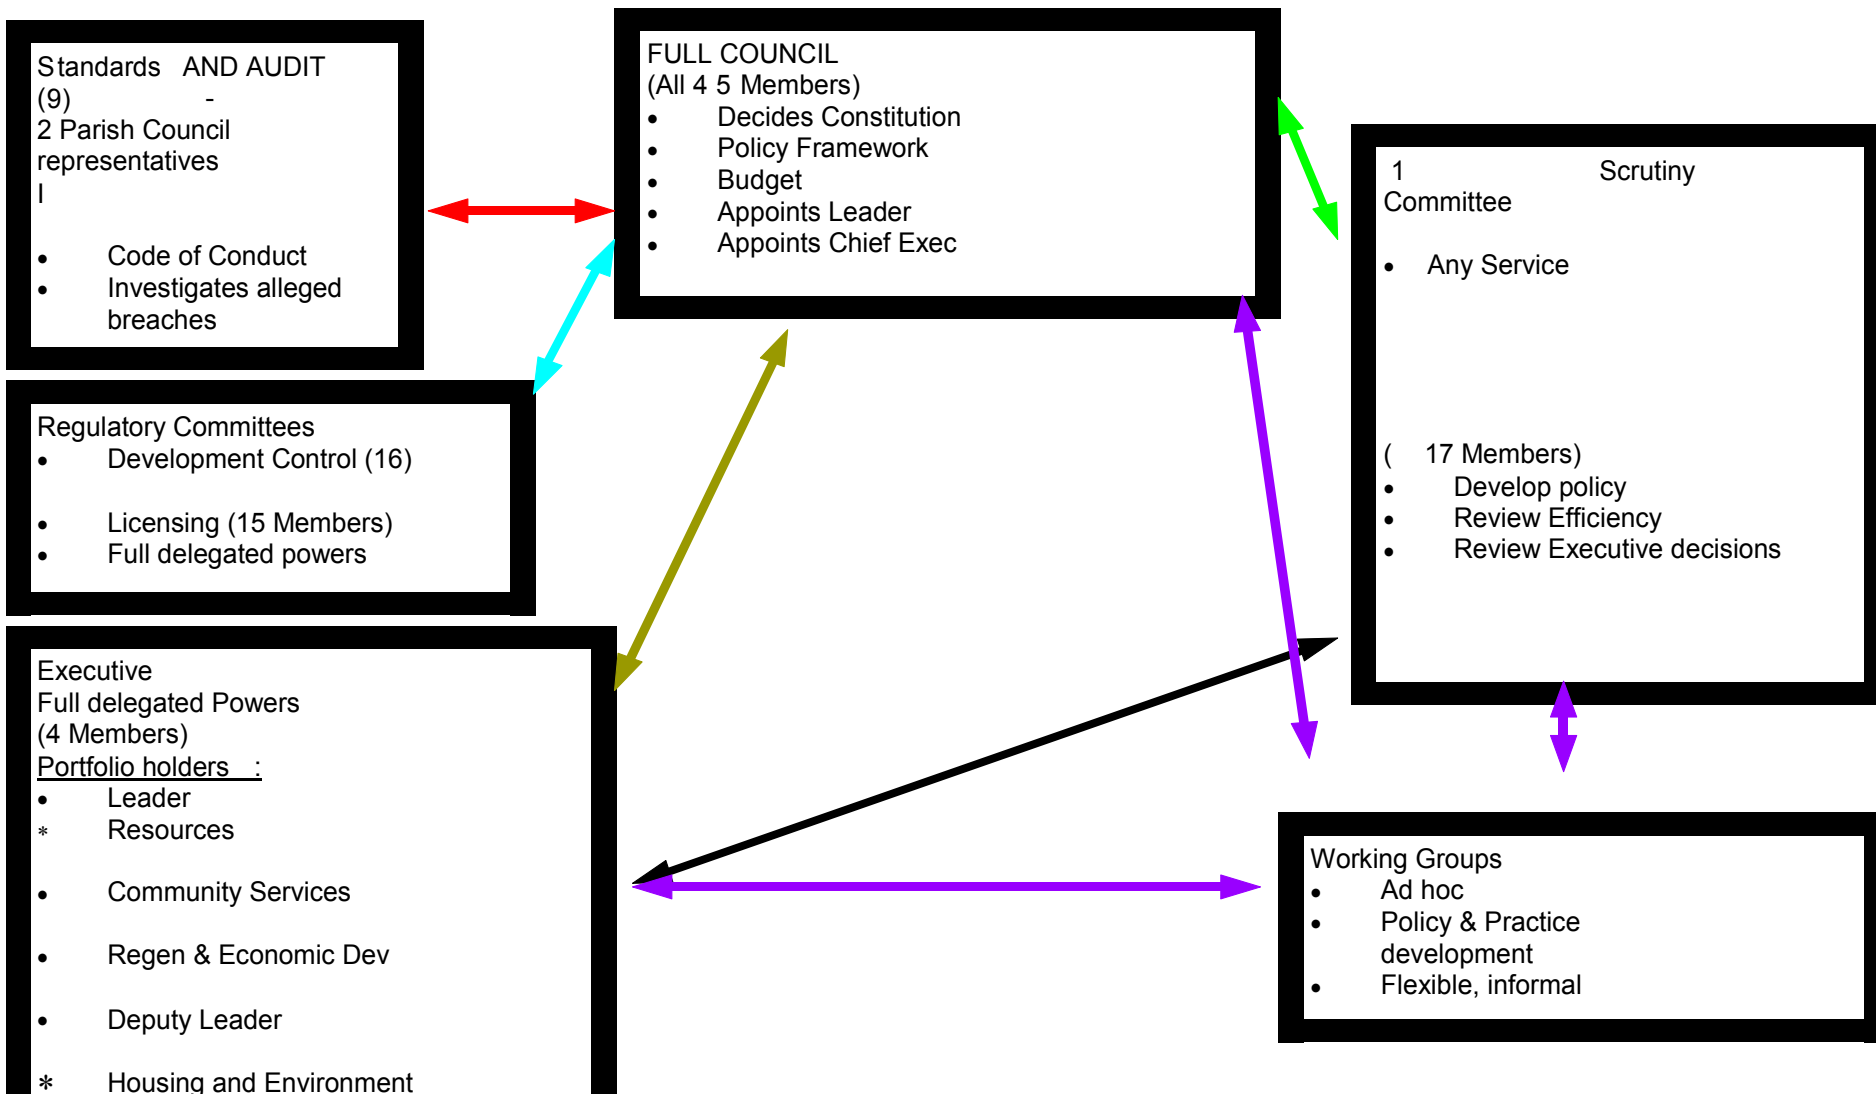 Standards AND AUDIT
(9) -
2 Parish Council
representatives
I
• Code of Conduct
• Investigates alleged
breaches
FULL COUNCIL
(All 4 5 Members)
• Decides Constitution
• Policy Framework
• Budget
• Appoints Leader
• Appoints Chief Exec
1 Scrutiny
Committee
• Any Service
( 17 Members)
• Develop policy
• Review Efficiency
• Review Executive decisions
Regulatory Committees
• Development Control (16)
• Licensing (15 Members)
• Full delegated powers
Executive
Full delegated Powers
(4 Members)
Portfolio holders :
• Leader
* Resources
• Community Services
• Regen & Economic Dev
• Deputy Leader
* Housing and Environment
Working Groups
• Ad hoc
• Policy & Practice
development
• Flexible, informal